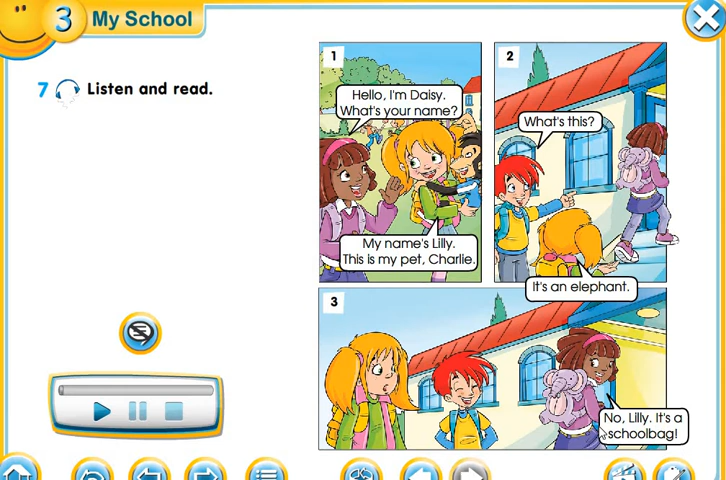 3 My School
7 Listen and read.
1
Hello, I'm Daisy.
What's your name?
My name's Lilly.
This is my pet, Charlie.
2
What's this?
It's an elephant.
3
No, Lilly. It's a
schoolbag!